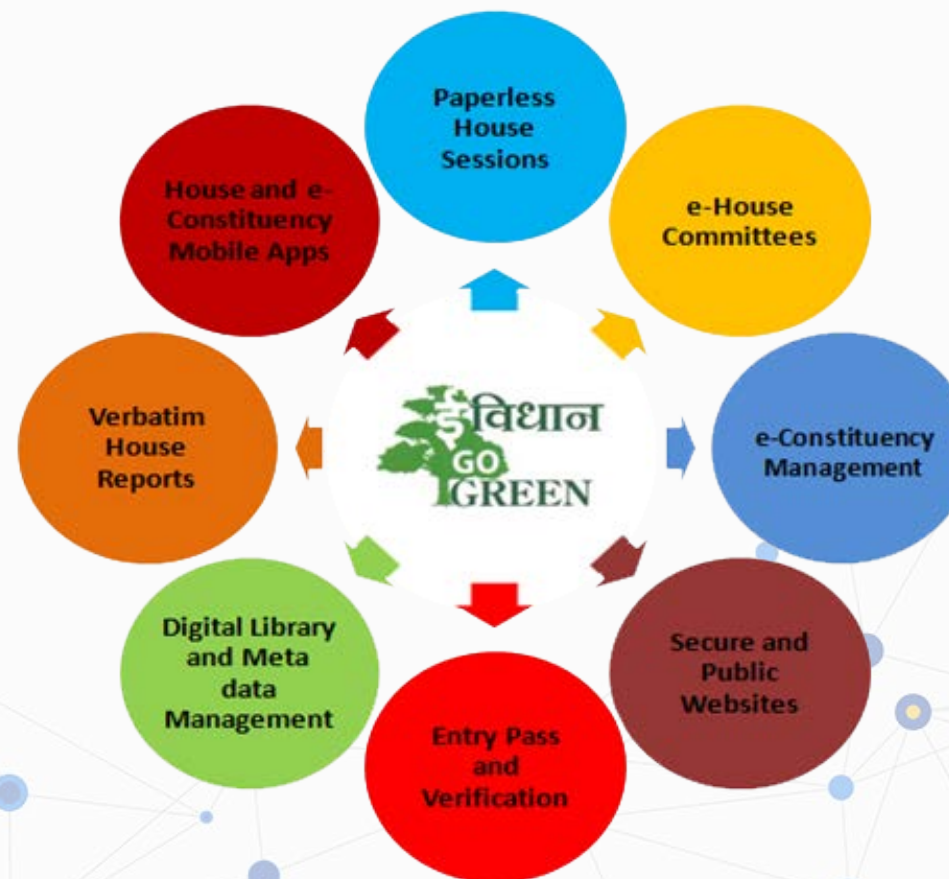 Paperless
House
Sessions
e-House
Committees
e-Constituency
Management
Secure and
Public
Websites
Entry Pass
and
Verification
Digital Library
and Meta
data
Management
Verbatim
House
Reports
House and e-
Constituency
Mobile Apps
ईविधान
GO
GREEN